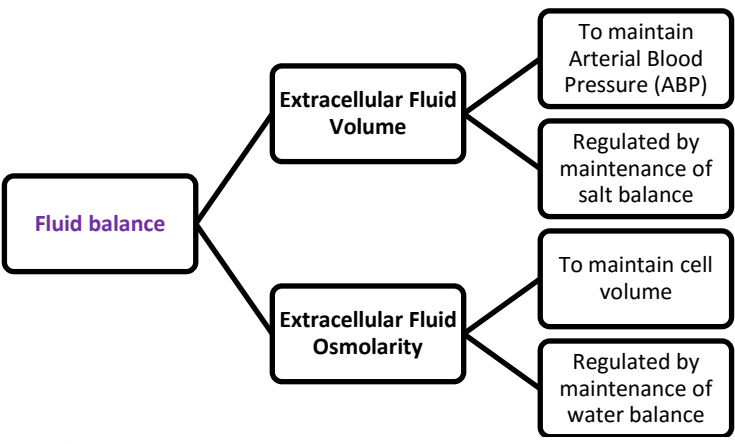 Fluid balance
Extracellular Fluid
Volume
To maintain
Arterial Blood
Pressure (ABP)
Regulated by
maintenance of
salt balance
Extracellular Fluid
Osmolarity
To maintain cell
volume
Regulated by
maintenance of
water balance